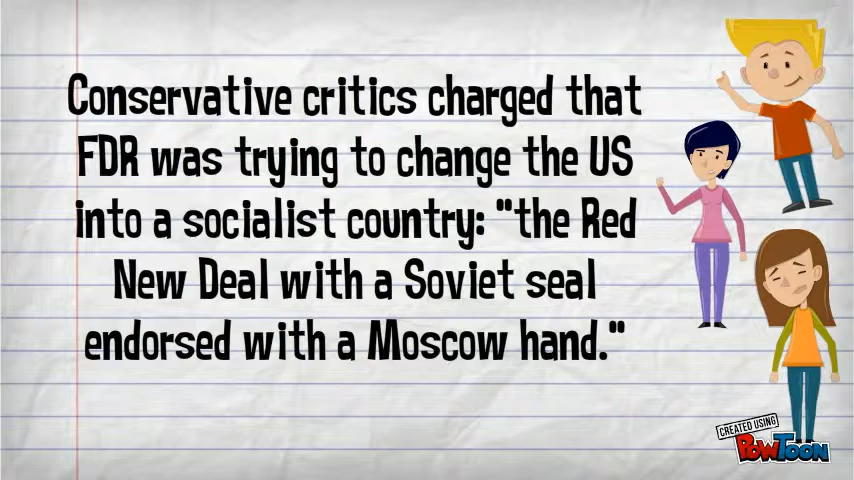 Conservative critics charged that
FDR was trying to change the US
into a socialist country: "the Red
New Deal with a Soviet seal
endorsed with a Moscow hand."
CREATED USING
POWTOON